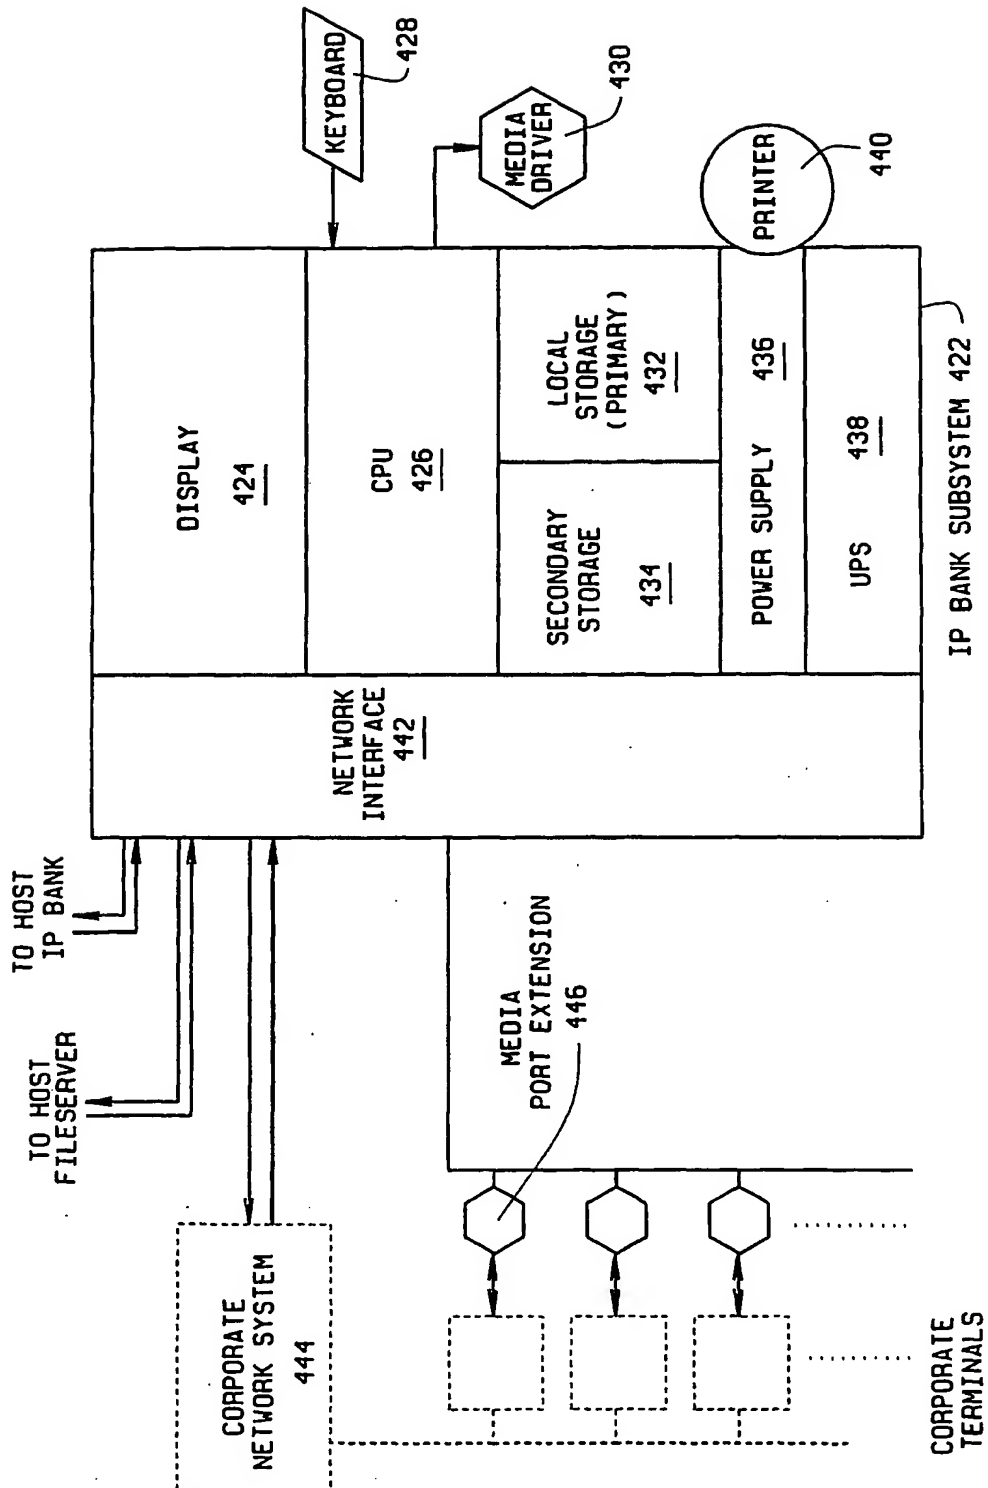 TO HOST
IP BANK
TO HOST
FILESERVER
CORPORATE
NETWORK SYSTEM
444
NETWORK
INTERFACE
442
DISPLAY
424
CPU
426
KEYBOARD
428
MEDIA
DRIVER
430
SECONDARY
STORAGE
434
LOCAL
STORAGE
(PRIMARY)
432
POWER SUPPLY 436
PRINTER
440
UPS 438
MEDIA
PORT EXTENSION
446
CORPORATE
TERMINALS
IP BANK SUBSYSTEM 422